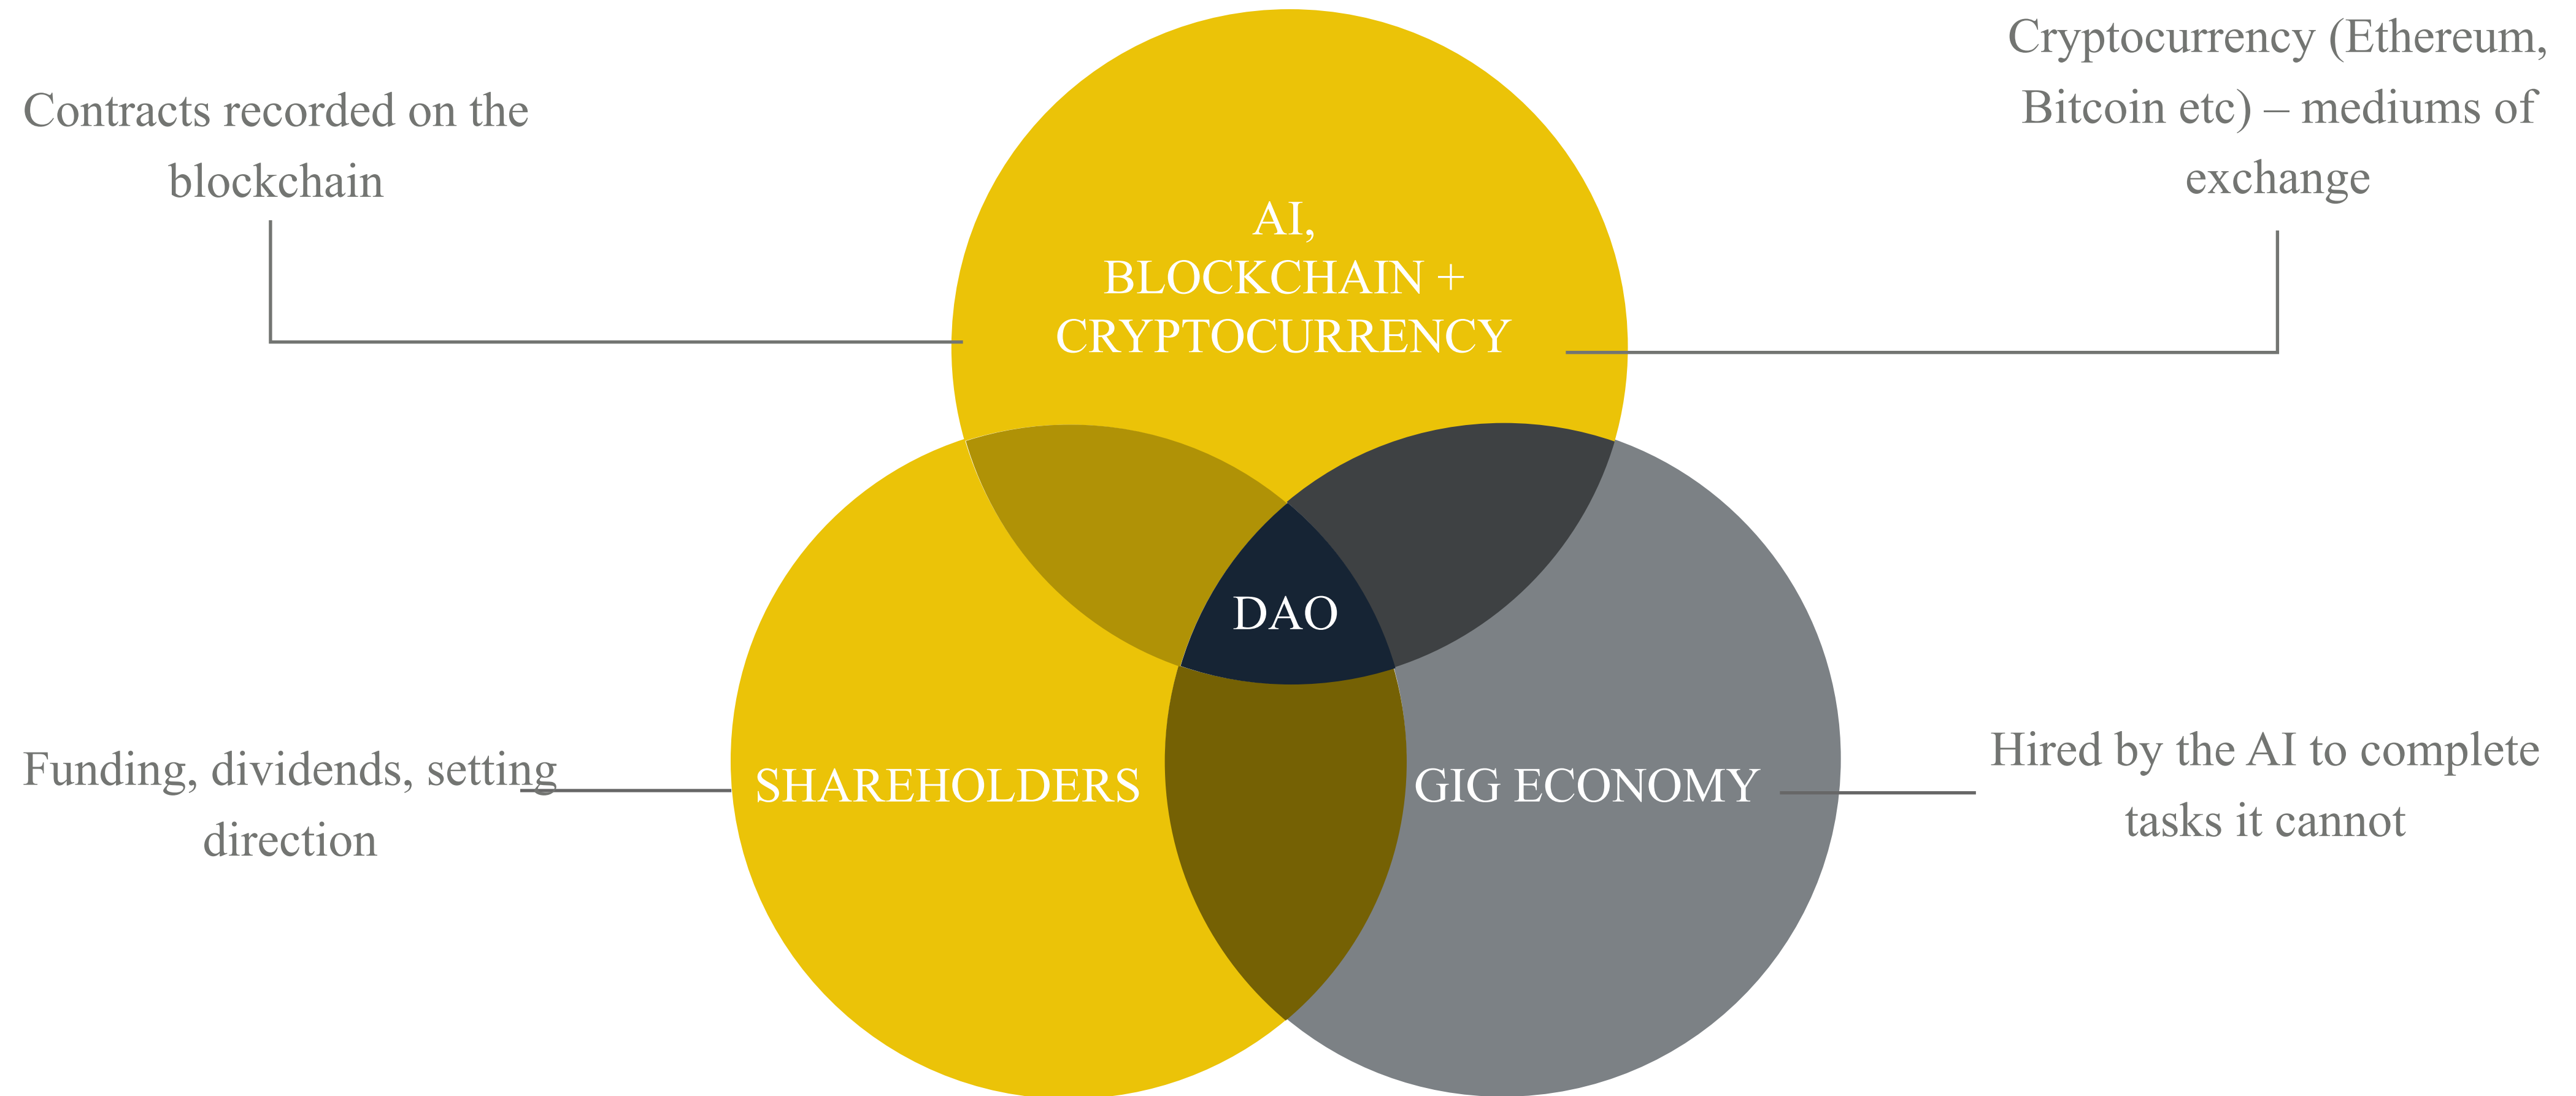 Contracts recorded on the
blockchain
Cryptocurrency (Ethereum,
Bitcoin etc) – mediums of
exchange
AI,
BLOCKCHAIN +
CRYPTOCURRENCY
DAO
Funding, dividends, setting
direction
SHAREHOLDERS
GIG ECONOMY
Hired by the AI to complete
tasks it cannot